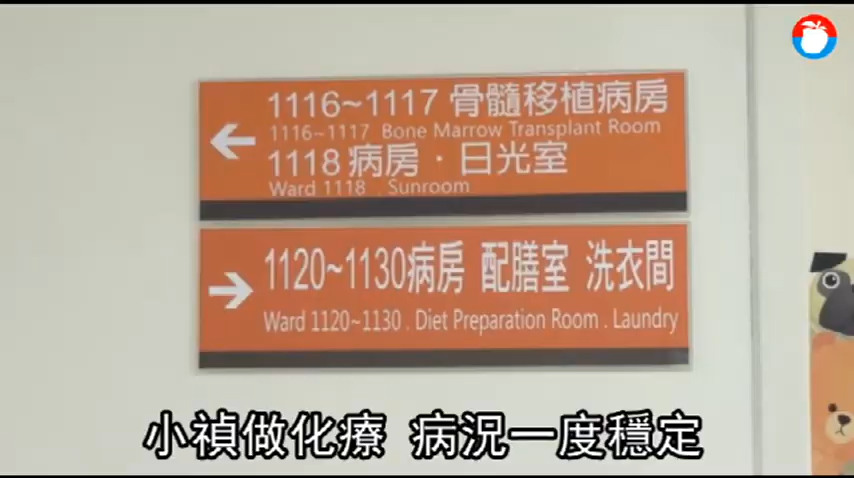 1116~1117 骨髓移植病房
1116~1117 Bone Marrow Transplant Room
1118 病房・日光室
Ward 1118 . Sunroom
1120~1130病房 配膳室 洗衣間
Ward 1120~1130 . Diet Preparation Room . Laundry
小禎做化療 病況一度穩定